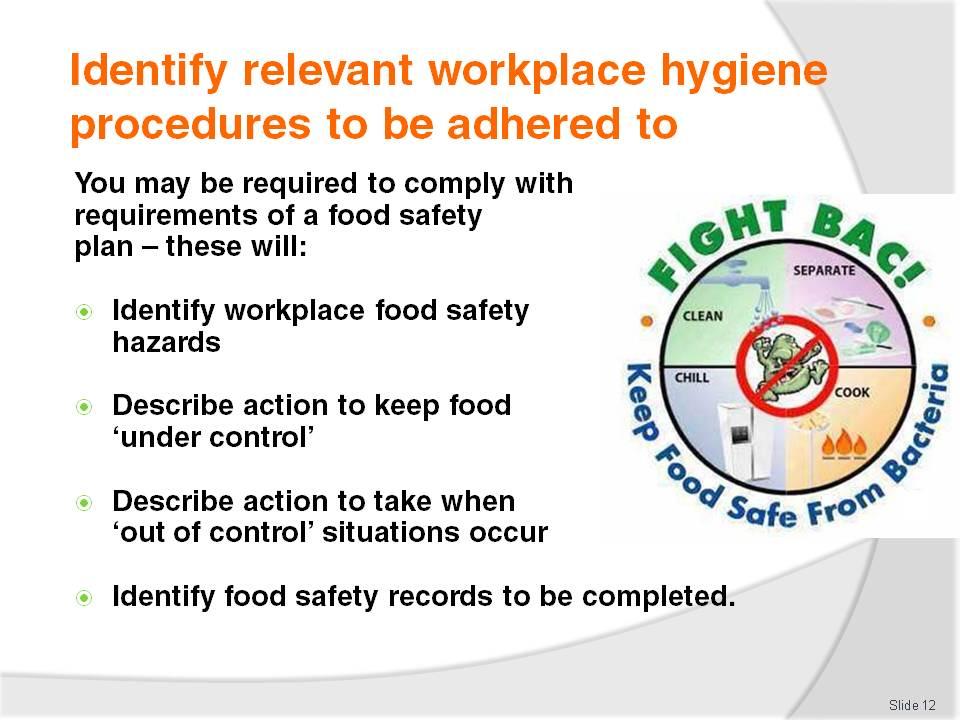 Identify relevant workplace hygiene
procedures to be adhered to
You may be required to comply with
requirements of a food safety
plan – these will:
Identify workplace food safety
hazards
Describe action to keep food
‘under control’
Describe action to take when
‘out of control’ situations occur
Identify food safety records to be completed.
FIGHT BAC!
SEPARATE
CLEAN
CHILL
COOK
Keep Food Safe From Bacteria
Slide 12